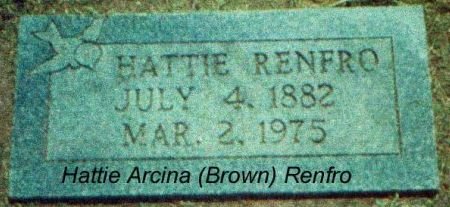 HATTIE RENFRO
JULY 4, 1882
MAR. 2, 1975
Hattie Arcina (Brown) Renfro